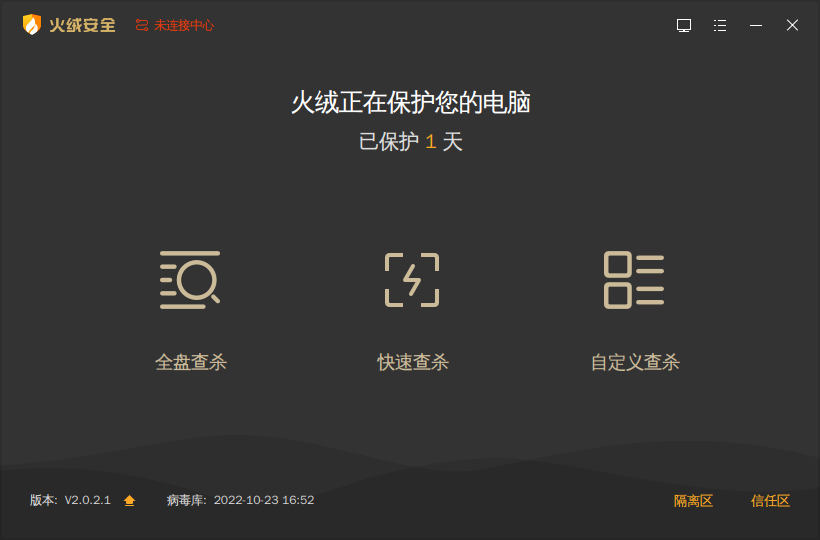 火绒安全 未连接中心
火绒正在保护您的电脑
已保护 1 天
全盘查杀 快速查杀 自定义查杀
版本: V2.0.2.1 病毒库: 2022-10-23 16:52 隔离区 信任区